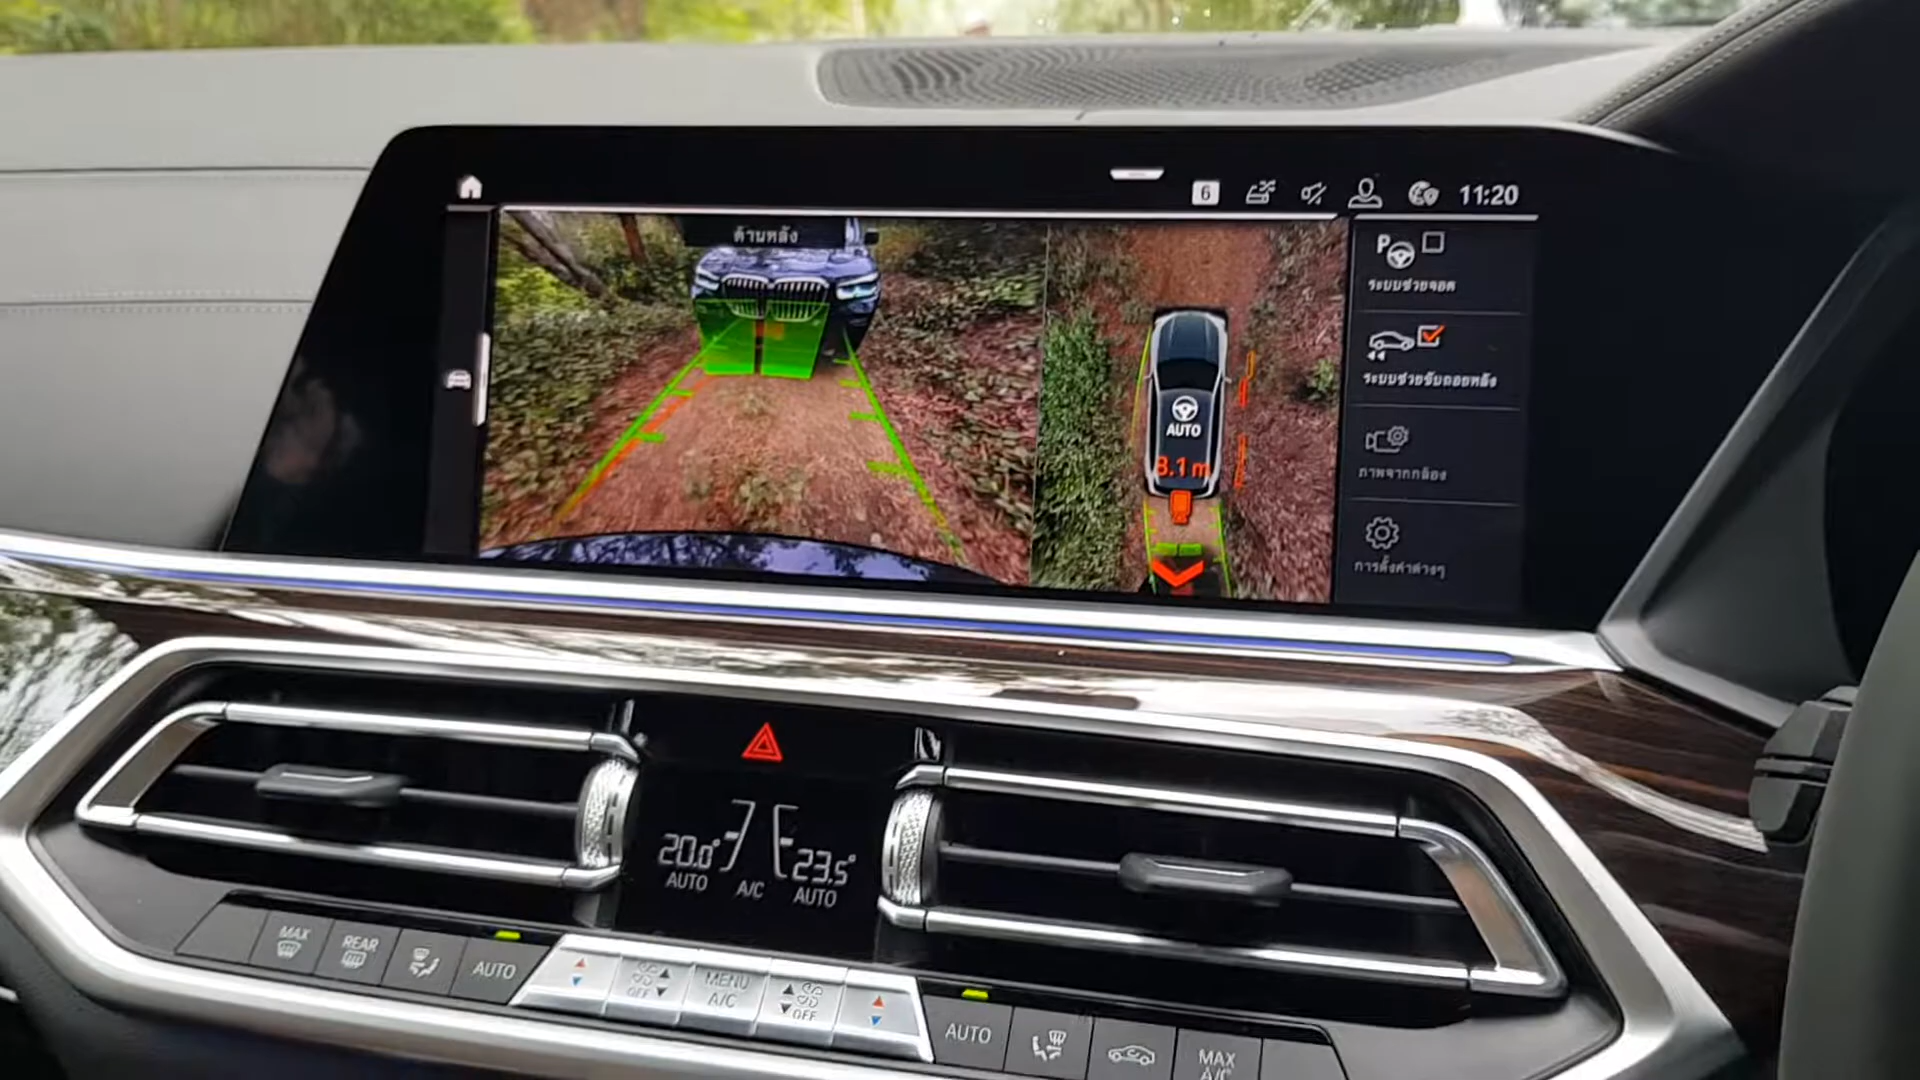 6
11:20
ด้านหลัง
P
ระบบช่วยจอด
AUTO
3.1 m
ระบบช่วยขับถอยหลัง
ภาพจากกล้อง
การตั้งค่าต่างๆ
20.0° 23.5°
AUTO A/C AUTO
MAX
REAR
AUTO
OFF
MENU
A/C
OFF
AUTO
MAX
A/C